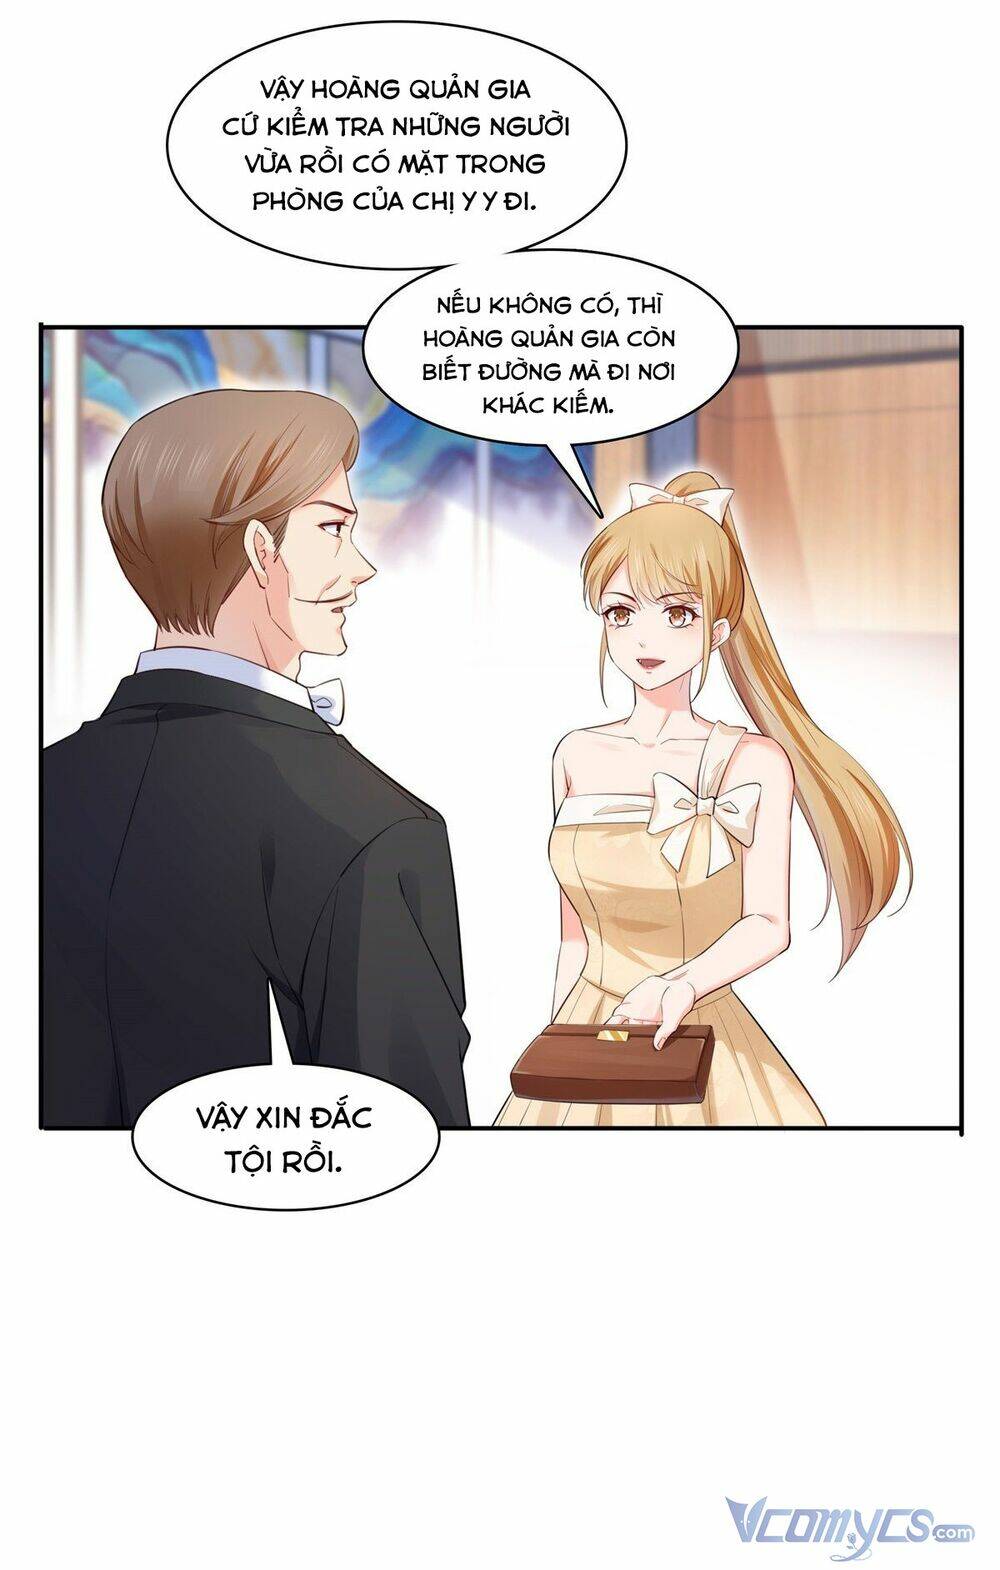 VẬY HOÀNG QUẢN GIA
CỨ KIỂM TRA NHỮNG NGƯỜI
VỪA RỒI CÓ MẶT TRONG
PHÒNG CỦA CHỊ Y Y ĐI.
NẾU KHÔNG CÓ, THÌ
HOÀNG QUẢN GIA CÒN
BIẾT ĐƯỜNG MÀ ĐI NƠI
KHÁC KIẾM.
VẬY XIN ĐẮC
TỘI RỒI.
VCOMYCS.com